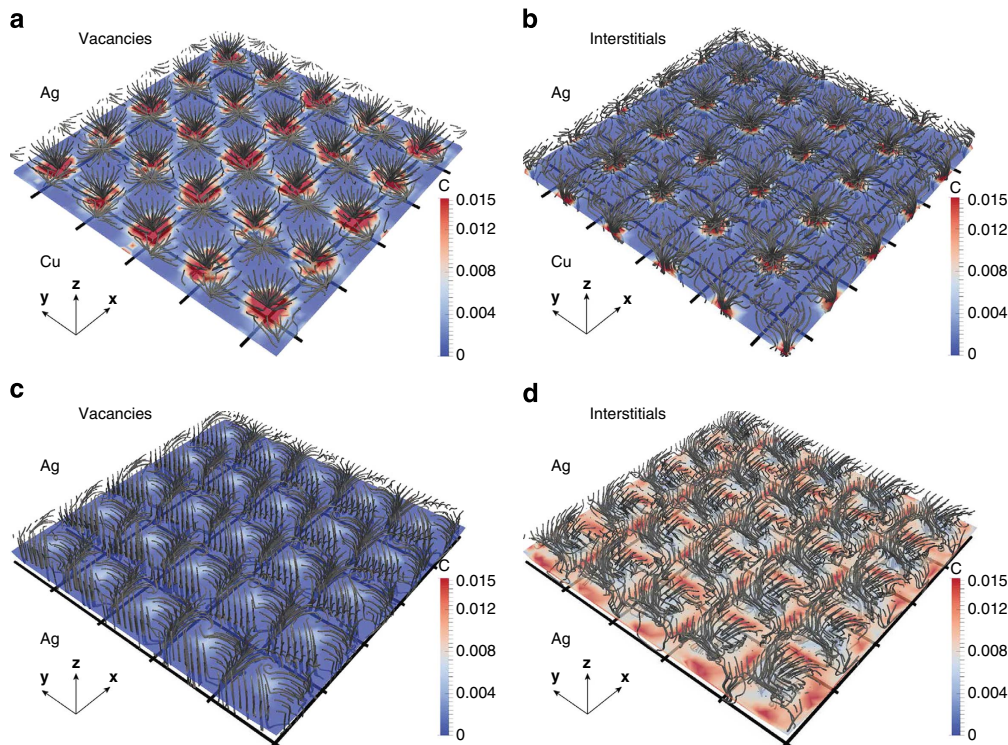 a
Vacancies
Ag
Cu
z
y
x
C
0.015
0.012
0.008
0.004
0
b
Interstitials
Ag
Cu
z
y
x
C
0.015
0.012
0.008
0.004
0
c
Vacancies
Ag
Ag
z
y
x
C
0.015
0.012
0.008
0.004
0
d
Interstitials
Ag
Ag
z
y
x
C
0.015
0.012
0.008
0.004
0